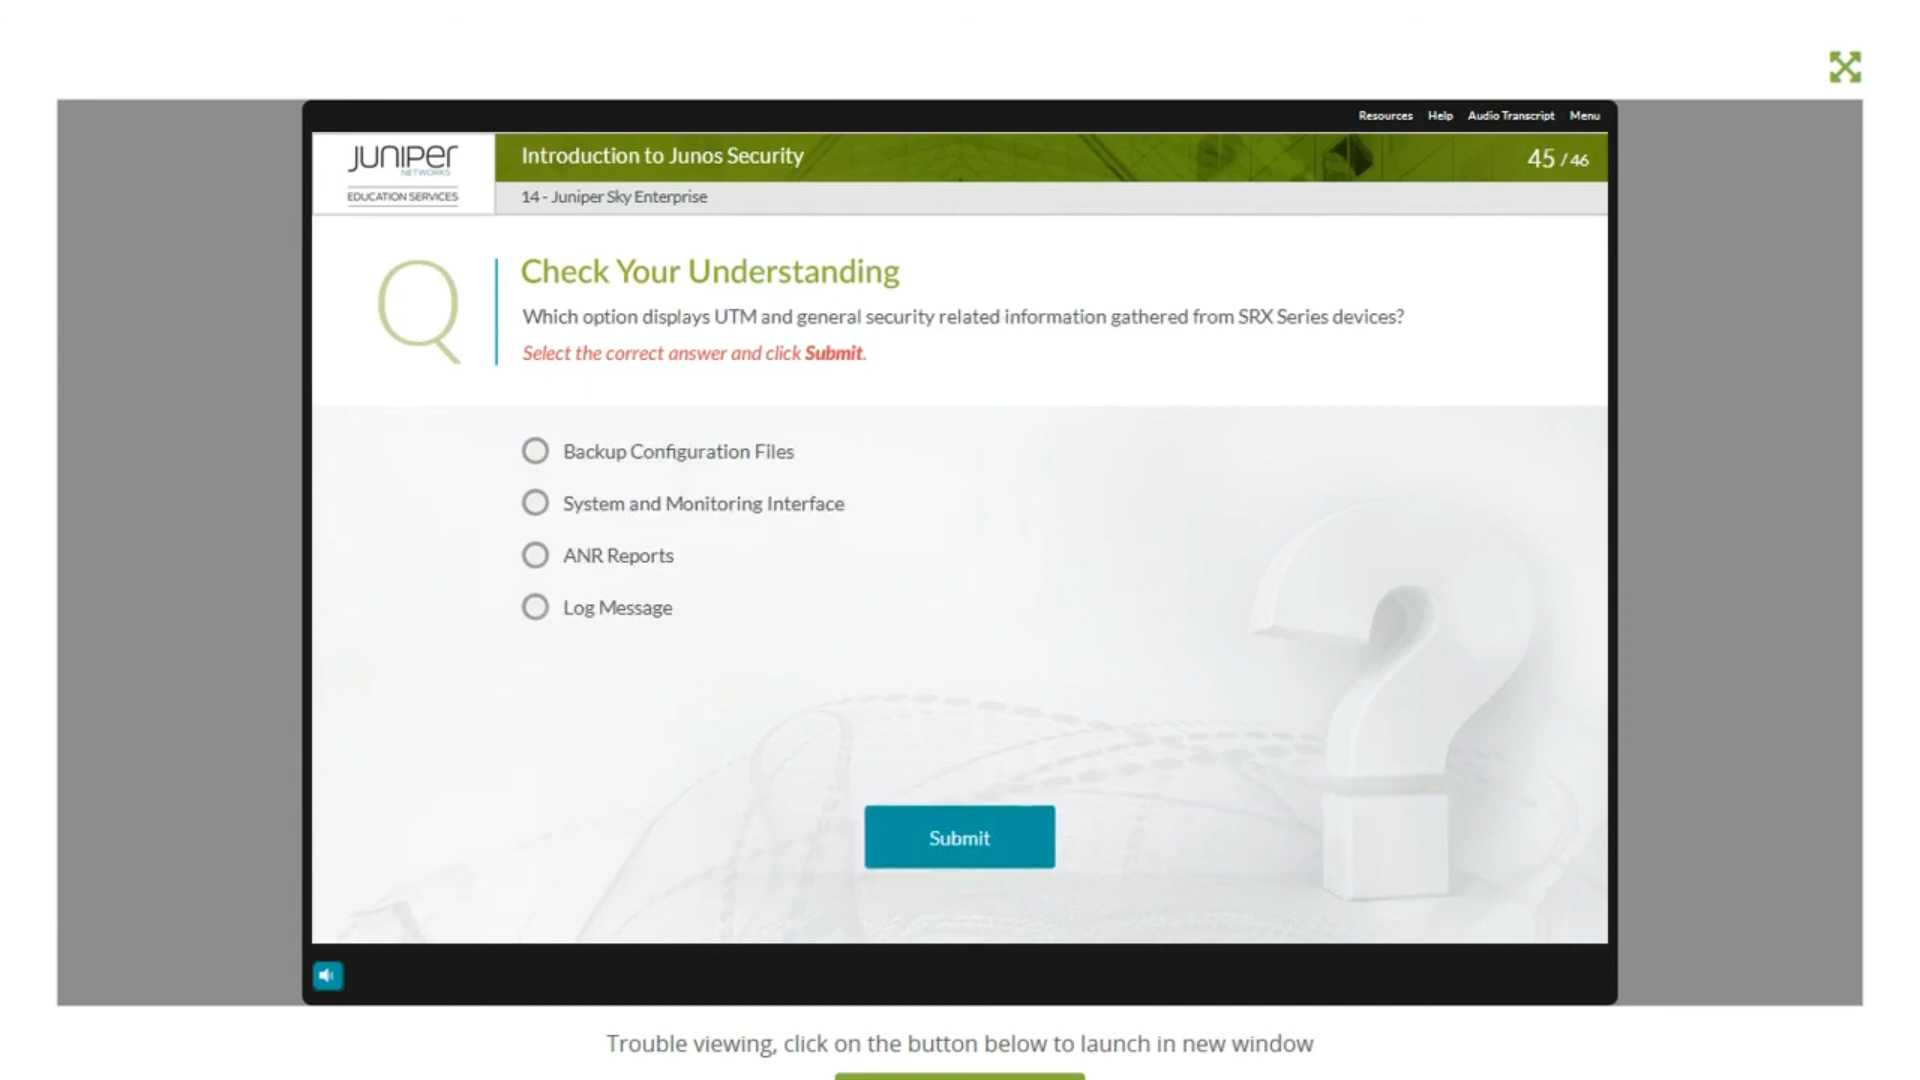 Resources Help Audio Transcript Menu
JUNIPER
NETWORKS
EDUCATION SERVICES
Introduction to Junos Security
45 / 46
14 - Juniper Sky Enterprise
Q
Check Your Understanding
Which option displays UTM and general security related information gathered from SRX Series devices?
Select the correct answer and click Submit.
Backup Configuration Files
System and Monitoring Interface
ANR Reports
Log Message
Submit
Trouble viewing, click on the button below to launch in new window